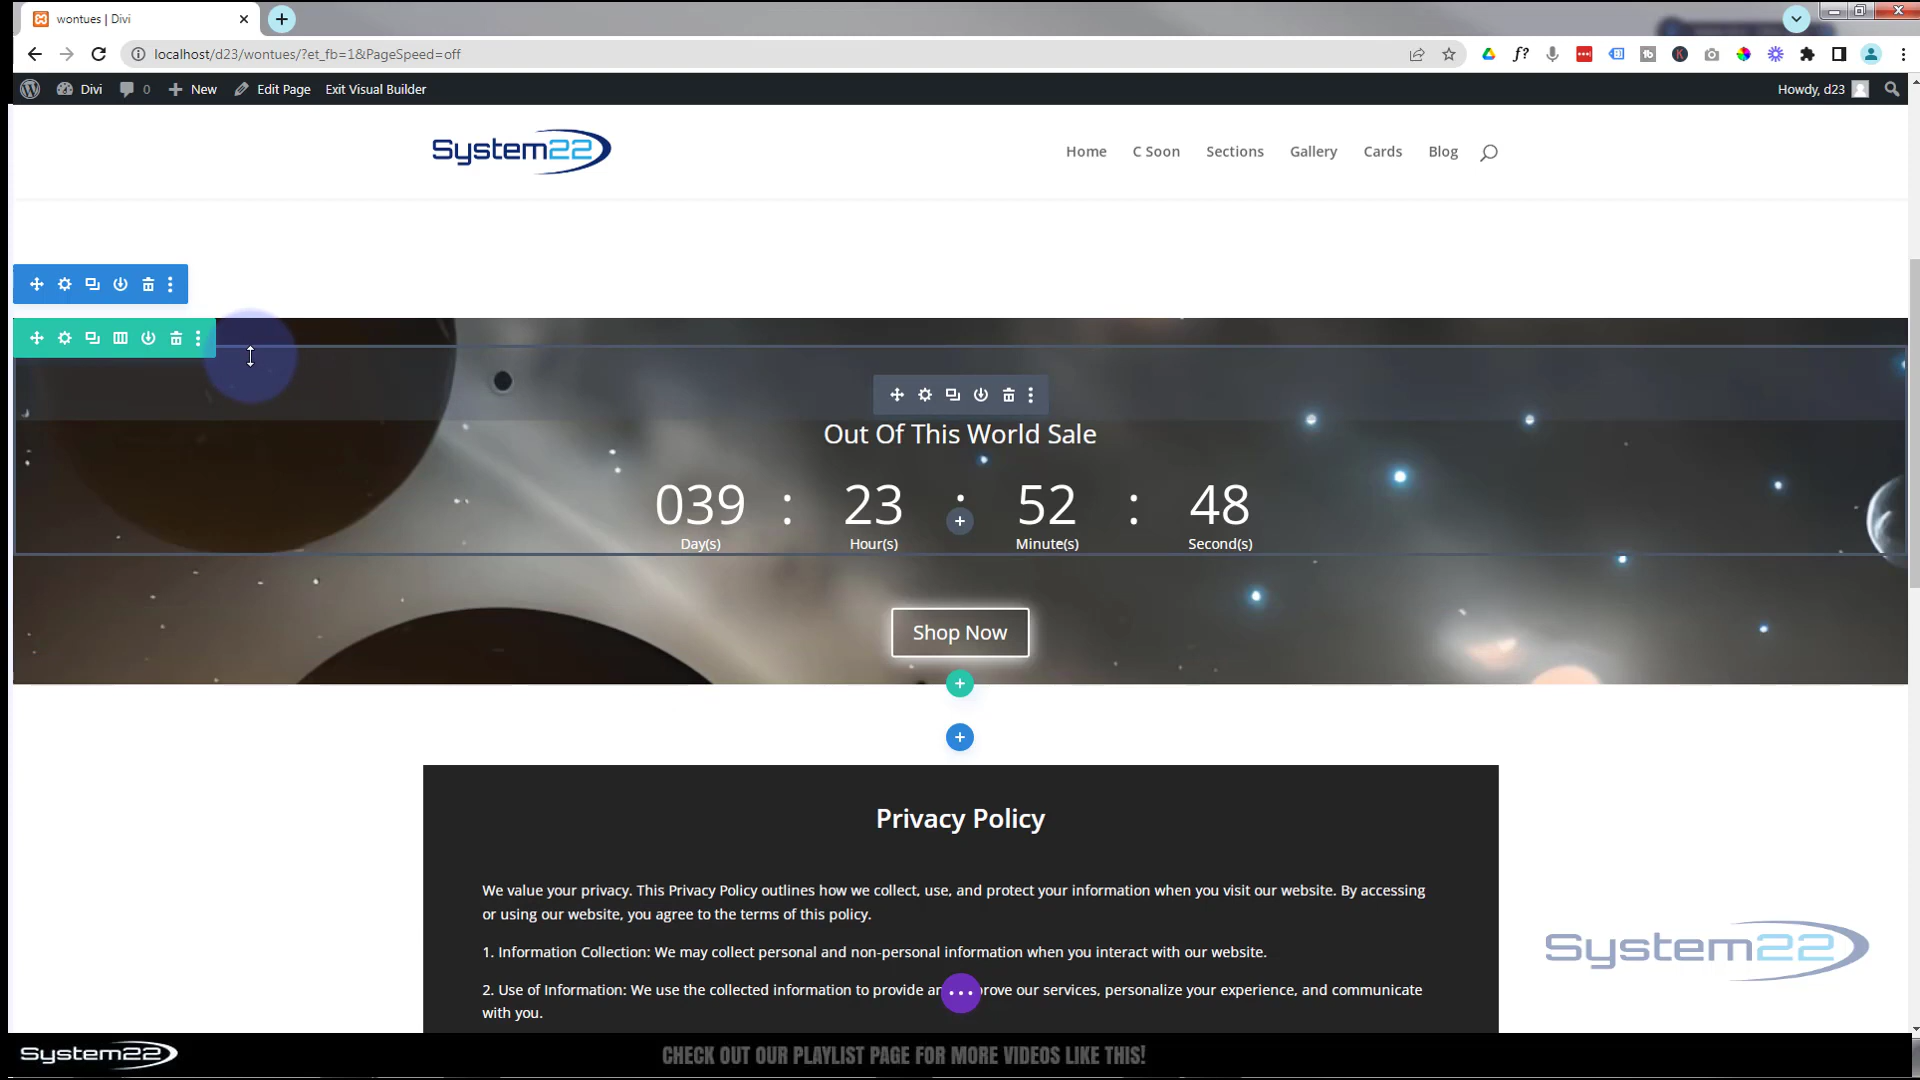 wontues | Divi
localhost/d23/wontues/?et_fb=1&PageSpeed=off
Divi 0 New Edit Page Exit Visual Builder Howdy, d23
System22 Home C Soon Sections Gallery Cards Blog
Out Of This World Sale
039 : 23 : 52 : 48
Day(s) Hour(s) Minute(s) Second(s)
Shop Now
Privacy Policy
We value your privacy. This Privacy Policy outlines how we collect, use, and protect your information when you visit our website. By accessing
or using our website, you agree to the terms of this policy.
System22
1. Information Collection: We may collect personal and non-personal information when you interact with our website.
2. Use of Information: We use the collected information to provide our services, personalize your experience, and communicate
with you.
System22 CHECK OUT OUR PLAYLIST PAGE FOR MORE VIDEOS LIKE THIS!